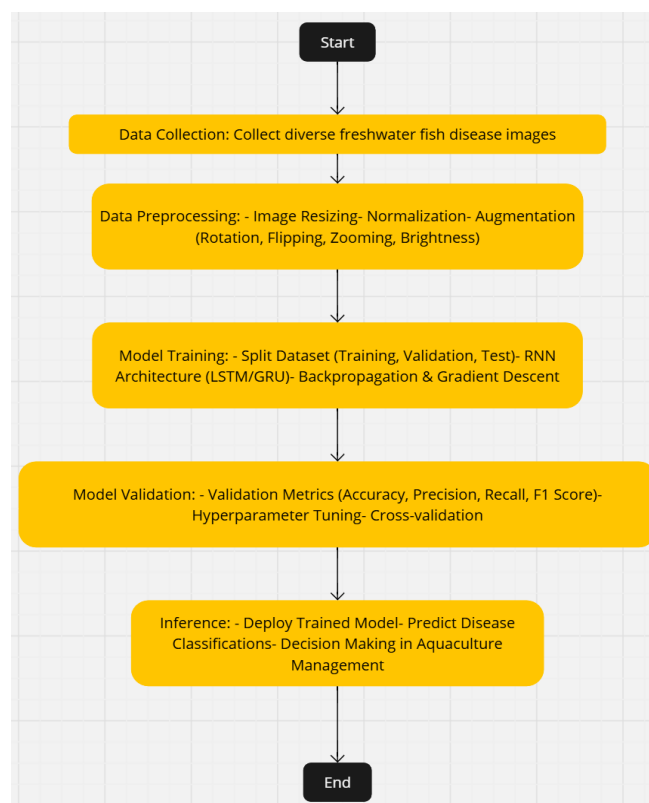 Start
Data Collection: Collect diverse freshwater fish disease images
Data Preprocessing: - Image Resizing- Normalization- Augmentation
(Rotation, Flipping, Zooming, Brightness)
Model Training: - Split Dataset (Training, Validation, Test)- RNN
Architecture (LSTM/GRU)- Backpropagation & Gradient Descent
Model Validation: - Validation Metrics (Accuracy, Precision, Recall, F1 Score)-
Hyperparameter Tuning- Cross-validation
Inference: - Deploy Trained Model- Predict Disease
Classifications- Decision Making in Aquaculture
Management
End